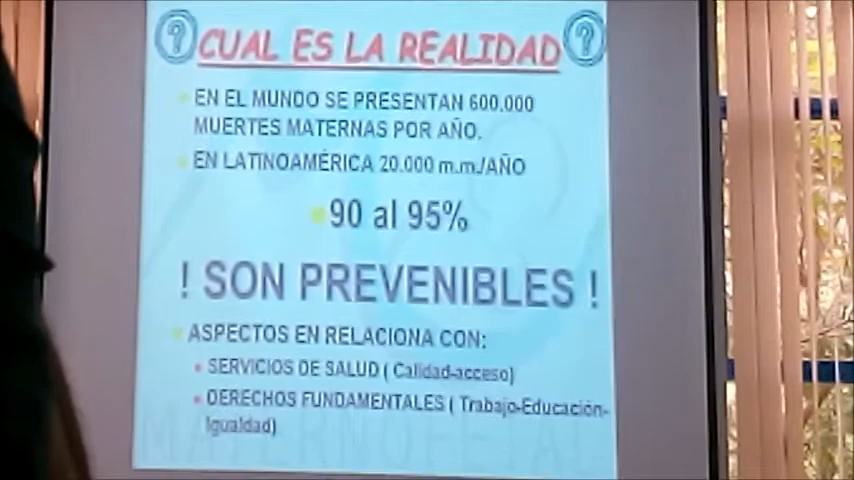 CUAL ES LA REALIDAD
EN EL MUNDO SE PRESENTAN 600.000
MUERTES MATERNAS POR AÑO.
EN LATINOAMÉRICA 20.000 m.m./AÑO
90 al 95%
! SON PREVENIBLES !
ASPECTOS EN RELACIONA CON:
SERVICIOS DE SALUD ( Calidad-acceso)
DERECHOS FUNDAMENTALES ( Trabajo-Educación-
Igualdad)
MATERNOFETAL